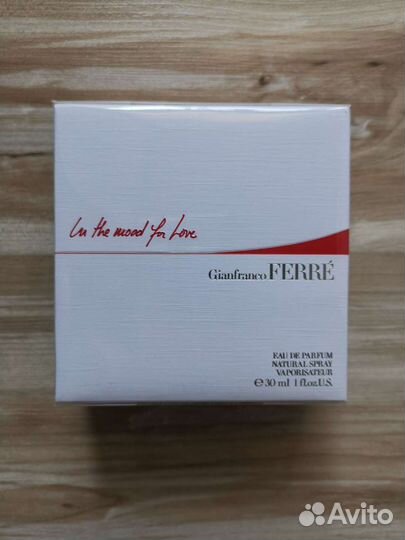 In the mood for Love
Gianfranco FERRÉ
EAU DE PARFUM
NATURAL SPRAY
VAPORISATEUR
℮ 30 ml 1 fl.oz.U.S.
Avito